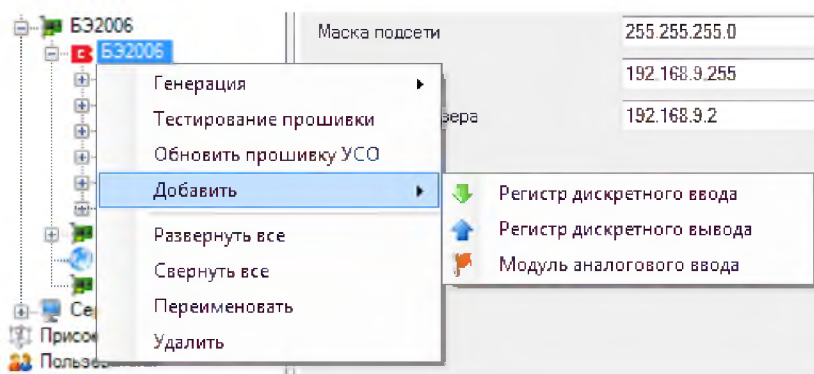 БЭ2006
Маска подсети 255.255.255.0
БЭ2006
Генерация 192.168.9.255
Тестирование прошивки 192.168.9.2
Обновить прошивку УСО
Добавить Регистр дискретного ввода
Развернуть все Регистр дискретного вывода
Свернуть все Модуль аналогового ввода
Переименовать
Удалить